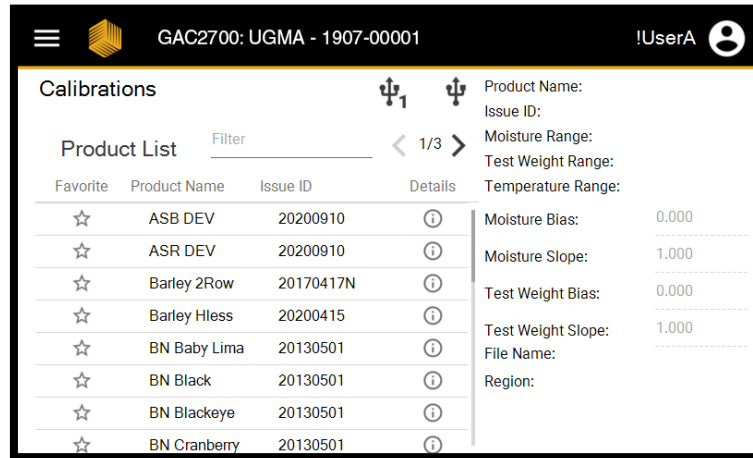 GAC2700: UGMA - 1907-00001
!UserA
Calibrations
1
Product List
Filter
1/3
Favorite Product Name Issue ID Details
ASB DEV 20200910
ASR DEV 20200910
Barley 2Row 20170417N
Barley Hless 20200415
BN Baby Lima 20130501
BN Black 20130501
BN Blackeye 20130501
BN Cranberry 20130501
Product Name:
Issue ID:
Moisture Range:
Test Weight Range:
Temperature Range:
Moisture Bias: 0.000
Moisture Slope: 1.000
Test Weight Bias: 0.000
Test Weight Slope: 1.000
File Name:
Region: